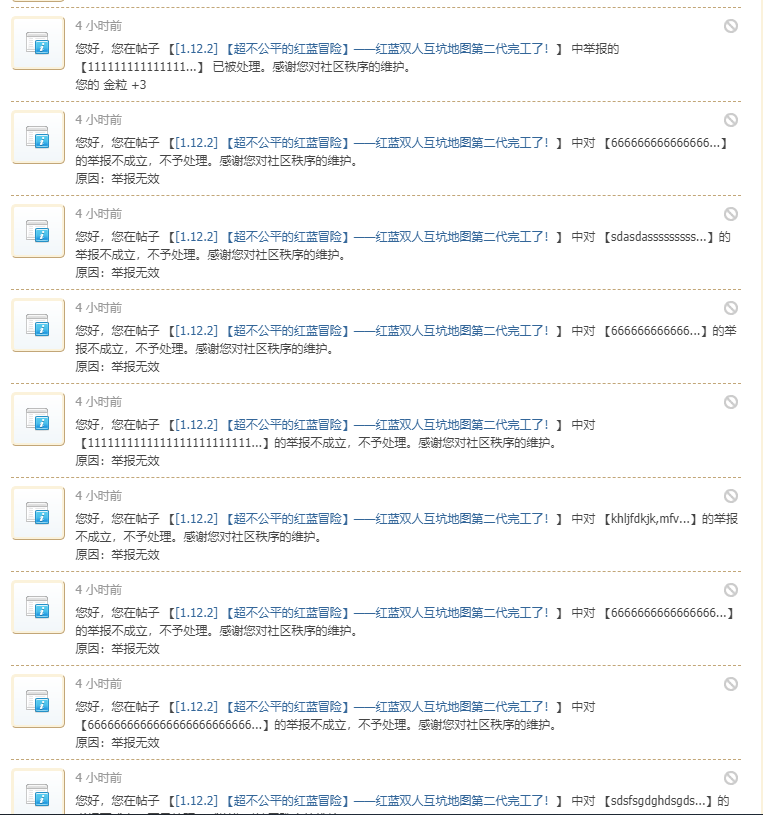 4 小时前
您好，您在帖子 【[1.12.2] 【超不公平的红蓝冒险】——红蓝双人互坑地图第二代完工了！ 】 中举报的
【111111111111111...】 已被处理。感谢您对社区秩序的维护。
您的 金粒 +3
4 小时前
您好，您在帖子 【[1.12.2] 【超不公平的红蓝冒险】——红蓝双人互坑地图第二代完工了！ 】 中对 【666666666666666...】
的举报不成立，不予处理。感谢您对社区秩序的维护。
原因：举报无效
4 小时前
您好，您在帖子 【[1.12.2] 【超不公平的红蓝冒险】——红蓝双人互坑地图第二代完工了！ 】 中对 【sdasdasssssssss...】的
举报不成立，不予处理。感谢您对社区秩序的维护。
原因：举报无效
4 小时前
您好，您在帖子 【[1.12.2] 【超不公平的红蓝冒险】——红蓝双人互坑地图第二代完工了！ 】 中对 【666666666666...】的举
报不成立，不予处理。感谢您对社区秩序的维护。
原因：举报无效
4 小时前
您好，您在帖子 【[1.12.2] 【超不公平的红蓝冒险】——红蓝双人互坑地图第二代完工了！ 】 中对
【1111111111111111111111111...】的举报不成立，不予处理。感谢您对社区秩序的维护。
原因：举报无效
4 小时前
您好，您在帖子 【[1.12.2] 【超不公平的红蓝冒险】——红蓝双人互坑地图第二代完工了！ 】 中对 【khljfdkjk,mfv...】的举报
不成立，不予处理。感谢您对社区秩序的维护。
原因：举报无效
4 小时前
您好，您在帖子 【[1.12.2] 【超不公平的红蓝冒险】——红蓝双人互坑地图第二代完工了！ 】 中对 【6666666666666666...】
的举报不成立，不予处理。感谢您对社区秩序的维护。
原因：举报无效
4 小时前
您好，您在帖子 【[1.12.2] 【超不公平的红蓝冒险】——红蓝双人互坑地图第二代完工了！ 】 中对
【6666666666666666666666666...】的举报不成立，不予处理。感谢您对社区秩序的维护。
原因：举报无效
4 小时前
您好，您在帖子 【[1.12.2] 【超不公平的红蓝冒险】——红蓝双人互坑地图第二代完工了！ 】 中对 【sdsfsgdghdsgds...】的